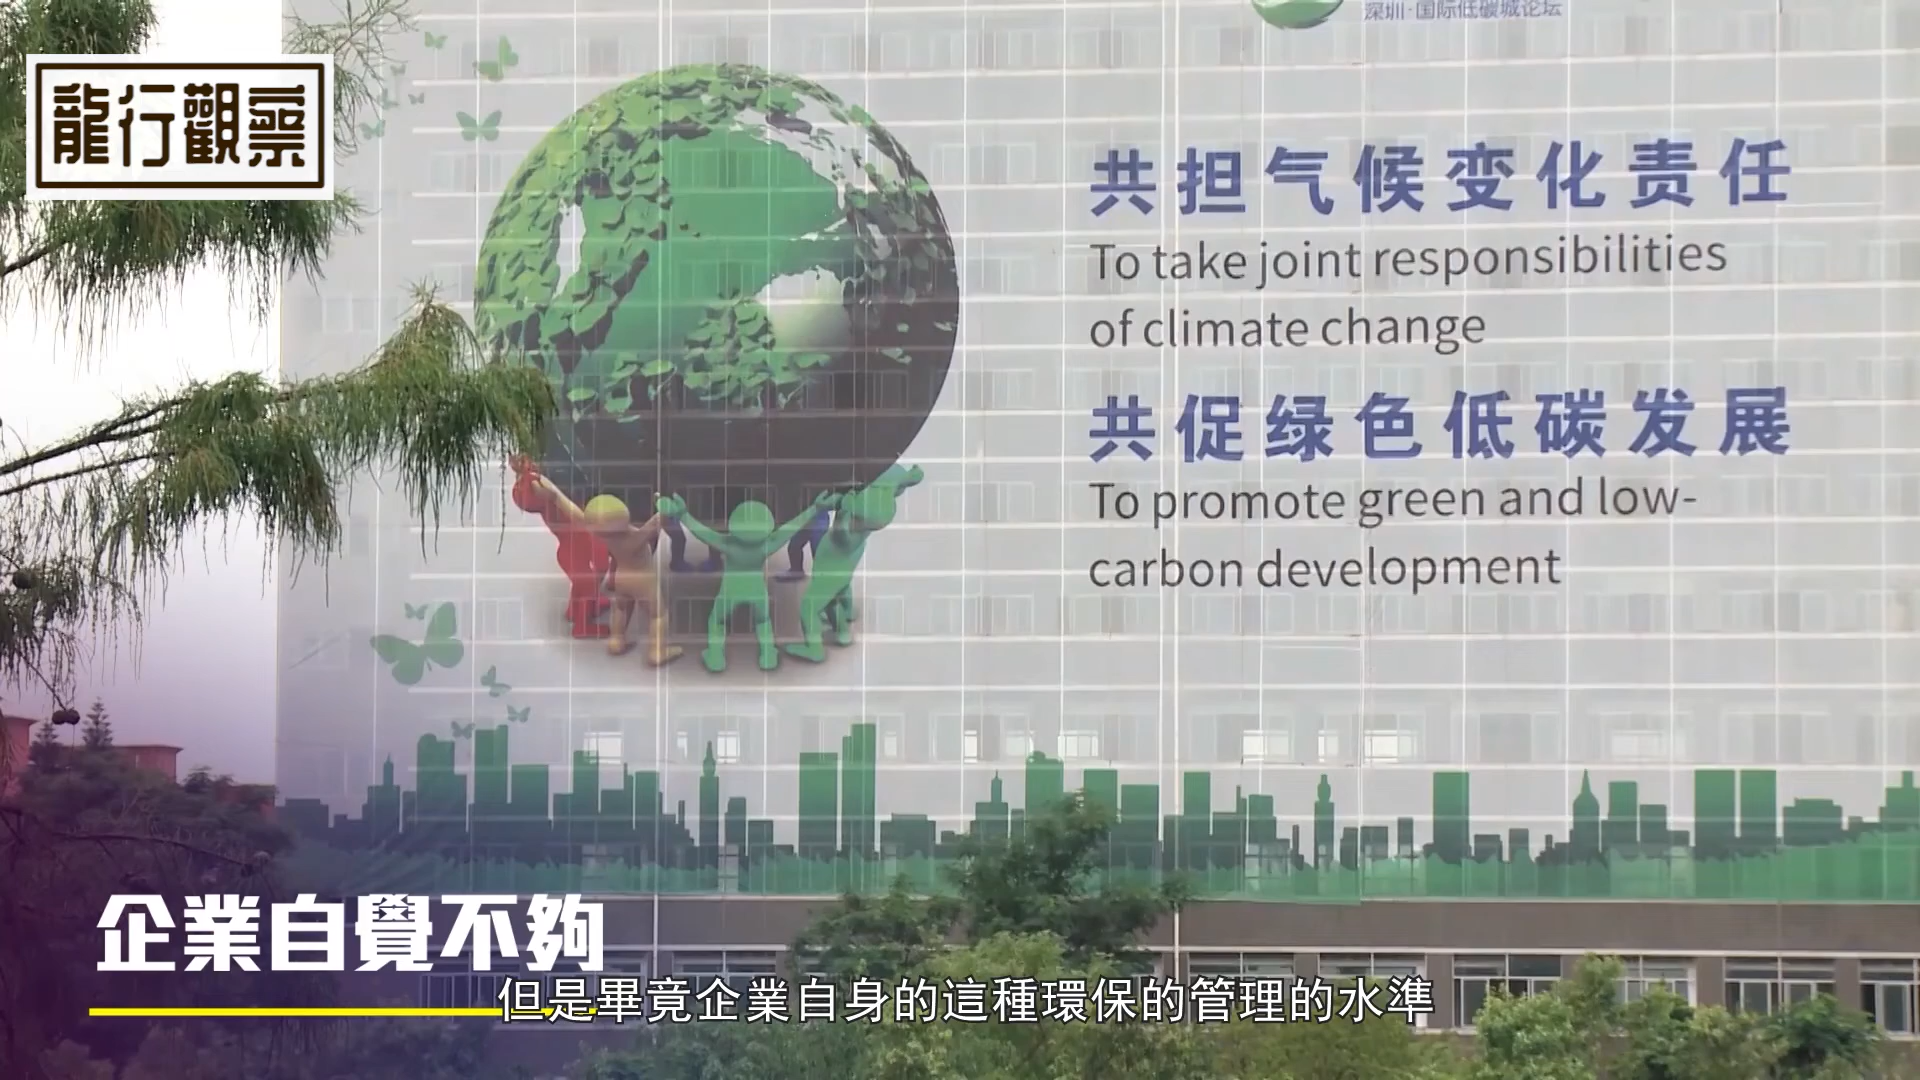 深圳·国际低碳城论坛
龍行觀察
共担气候变化责任
To take joint responsibilities
of climate change
共促绿色低碳发展
To promote green and low-
carbon development
企業自覺不夠
但是畢竟企業自身的這種環保的管理的水準